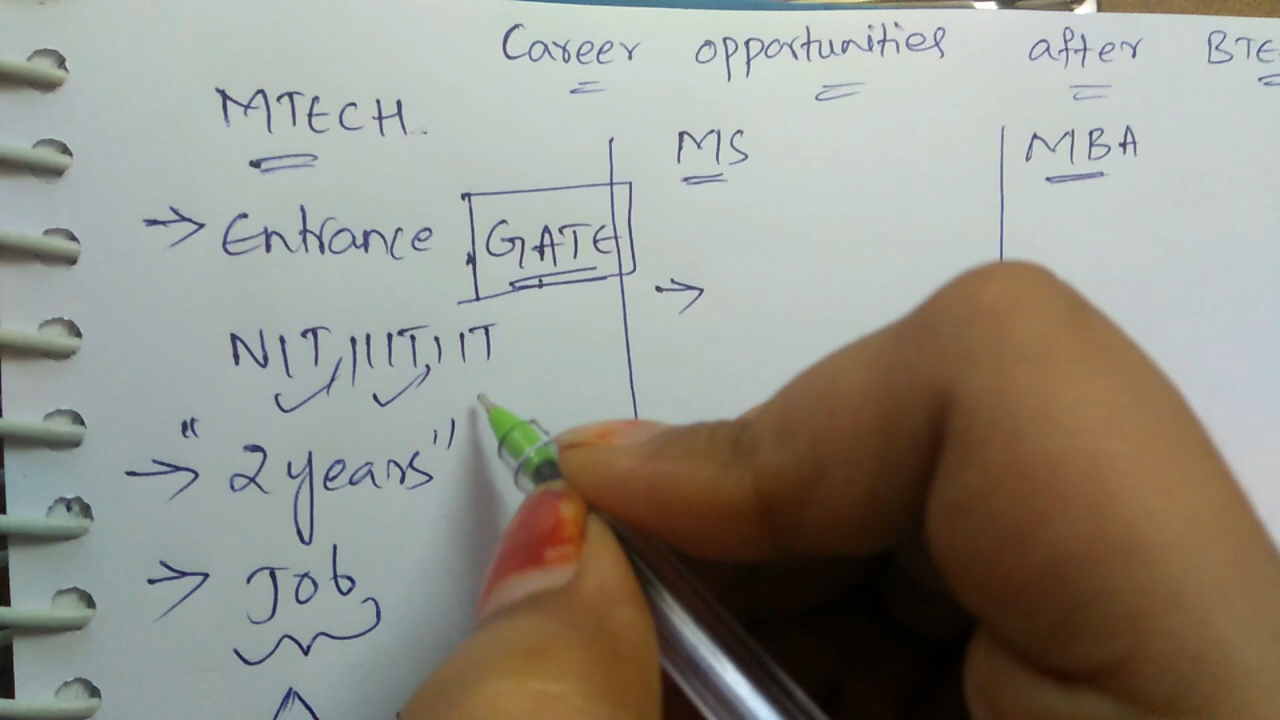 Career opportunities after BTE
MTECH.
MS
MBA
→ Entrance GATE
→
NIT, IIIT, IIT
→ "2 years"
→ Job,